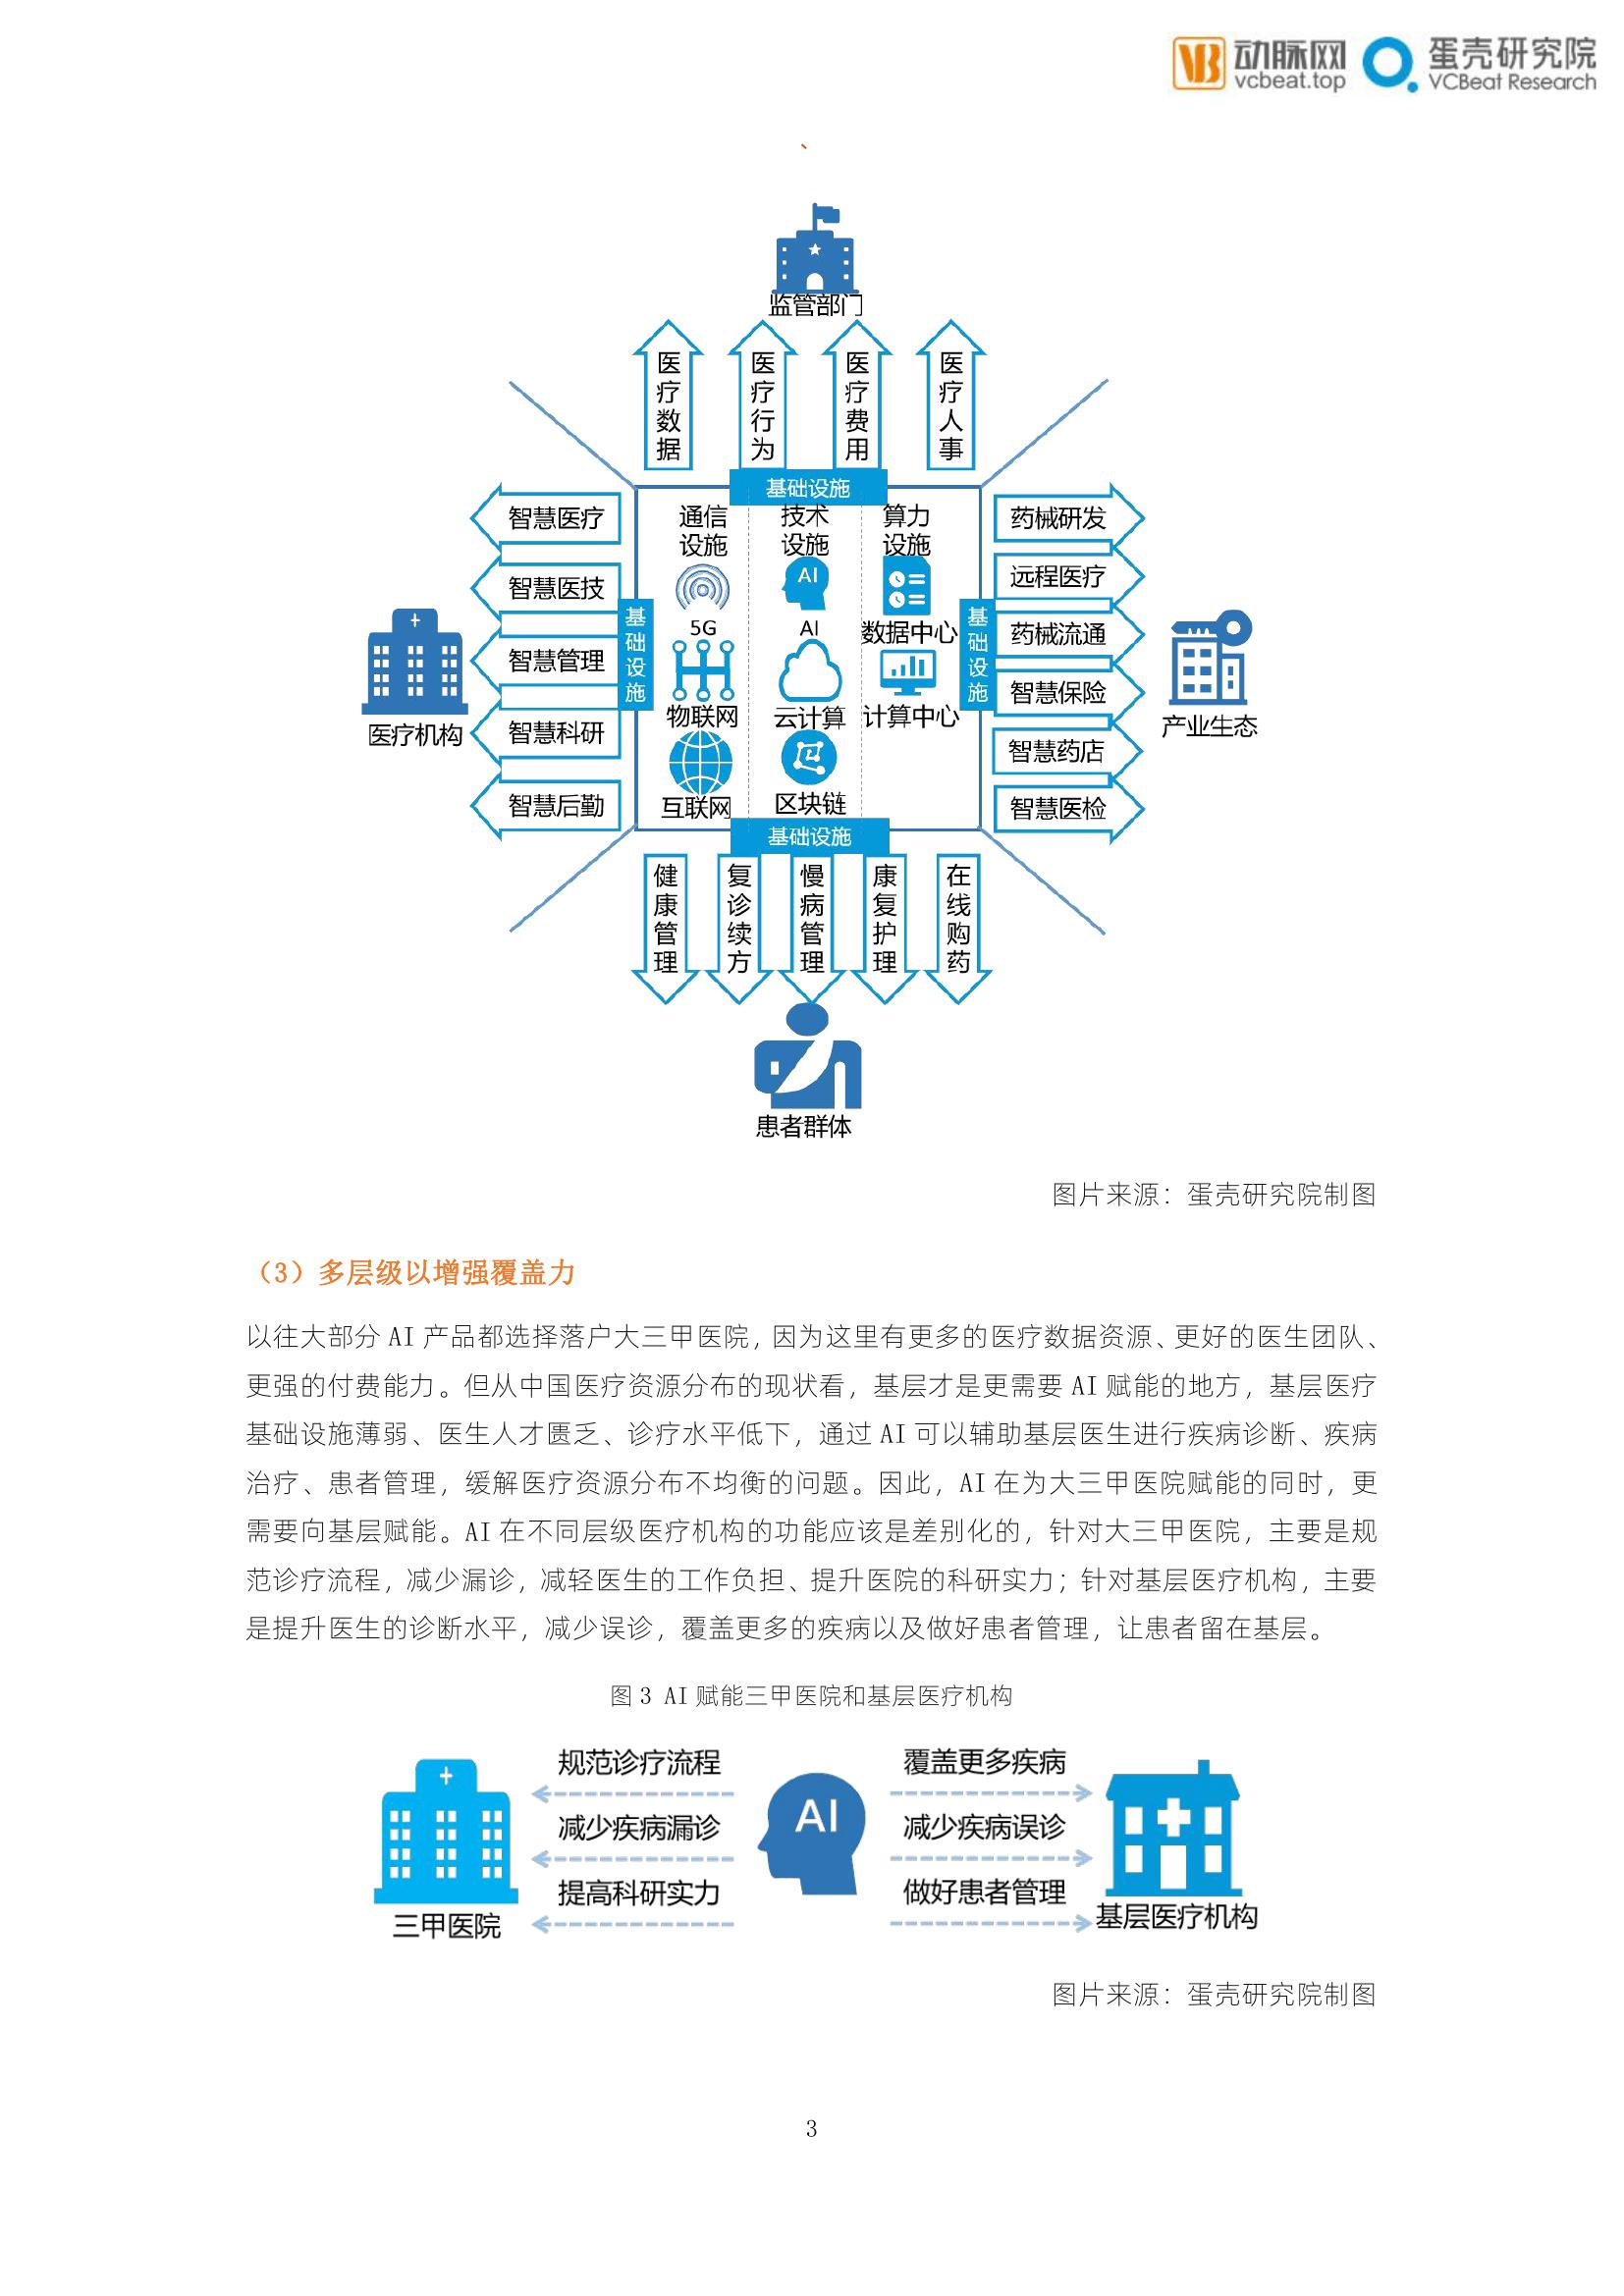 动脉网
vcbeat.top
蛋壳研究院
VCBeat Research
、
监管部门
医疗数据
医疗行为
医疗费用
医疗人事
基础设施
智慧医疗
智慧医技
智慧管理
智慧科研
智慧后勤
医疗机构
基础设施
通信
设施
5G
物联网
互联网
技术
设施
AI
AI
云计算
区块链
算力
设施
数据中心
计算中心
基础设施
药械研发
远程医疗
药械流通
智慧保险
智慧药店
智慧医检
产业生态
基础设施
健康管理
复诊续方
慢病管理
康复护理
在线购药
患者群体
图片来源：蛋壳研究院制图
（3）多层级以增强覆盖力
以往大部分 AI 产品都选择落户大三甲医院，因为这里有更多的医疗数据资源、更好的医生团队、
更强的付费能力。但从中国医疗资源分布的现状看，基层才是更需要 AI 赋能的地方，基层医疗
基础设施薄弱、医生人才匮乏、诊疗水平低下，通过 AI 可以辅助基层医生进行疾病诊断、疾病
治疗、患者管理，缓解医疗资源分布不均衡的问题。因此，AI 在为大三甲医院赋能的同时，更
需要向基层赋能。AI 在不同层级医疗机构的功能应该是差别化的，针对大三甲医院，主要是规
范诊疗流程，减少漏诊，减轻医生的工作负担、提升医院的科研实力；针对基层医疗机构，主要
是提升医生的诊断水平，减少误诊，覆盖更多的疾病以及做好患者管理，让患者留在基层。
图 3 AI 赋能三甲医院和基层医疗机构
规范诊疗流程
减少疾病漏诊
提高科研实力
三甲医院
AI
覆盖更多疾病
减少疾病误诊
做好患者管理
基层医疗机构
图片来源：蛋壳研究院制图
3